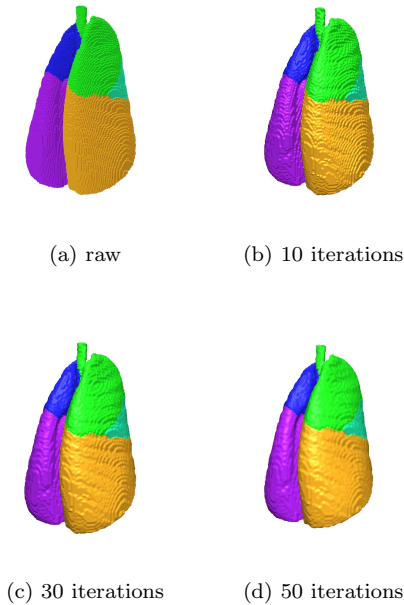 (a) raw
(b) 10 iterations
(c) 30 iterations
(d) 50 iterations